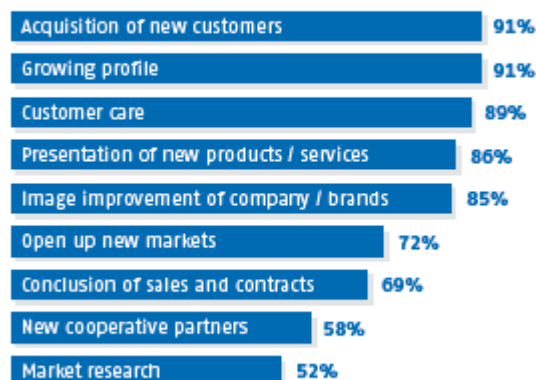 Acquisition of new customers 91%
Growing profile 91%
Customer care 89%
Presentation of new products / services 86%
Image improvement of company / brands 85%
Open up new markets 72%
Conclusion of sales and contracts 69%
New cooperative partners 58%
Market research 52%